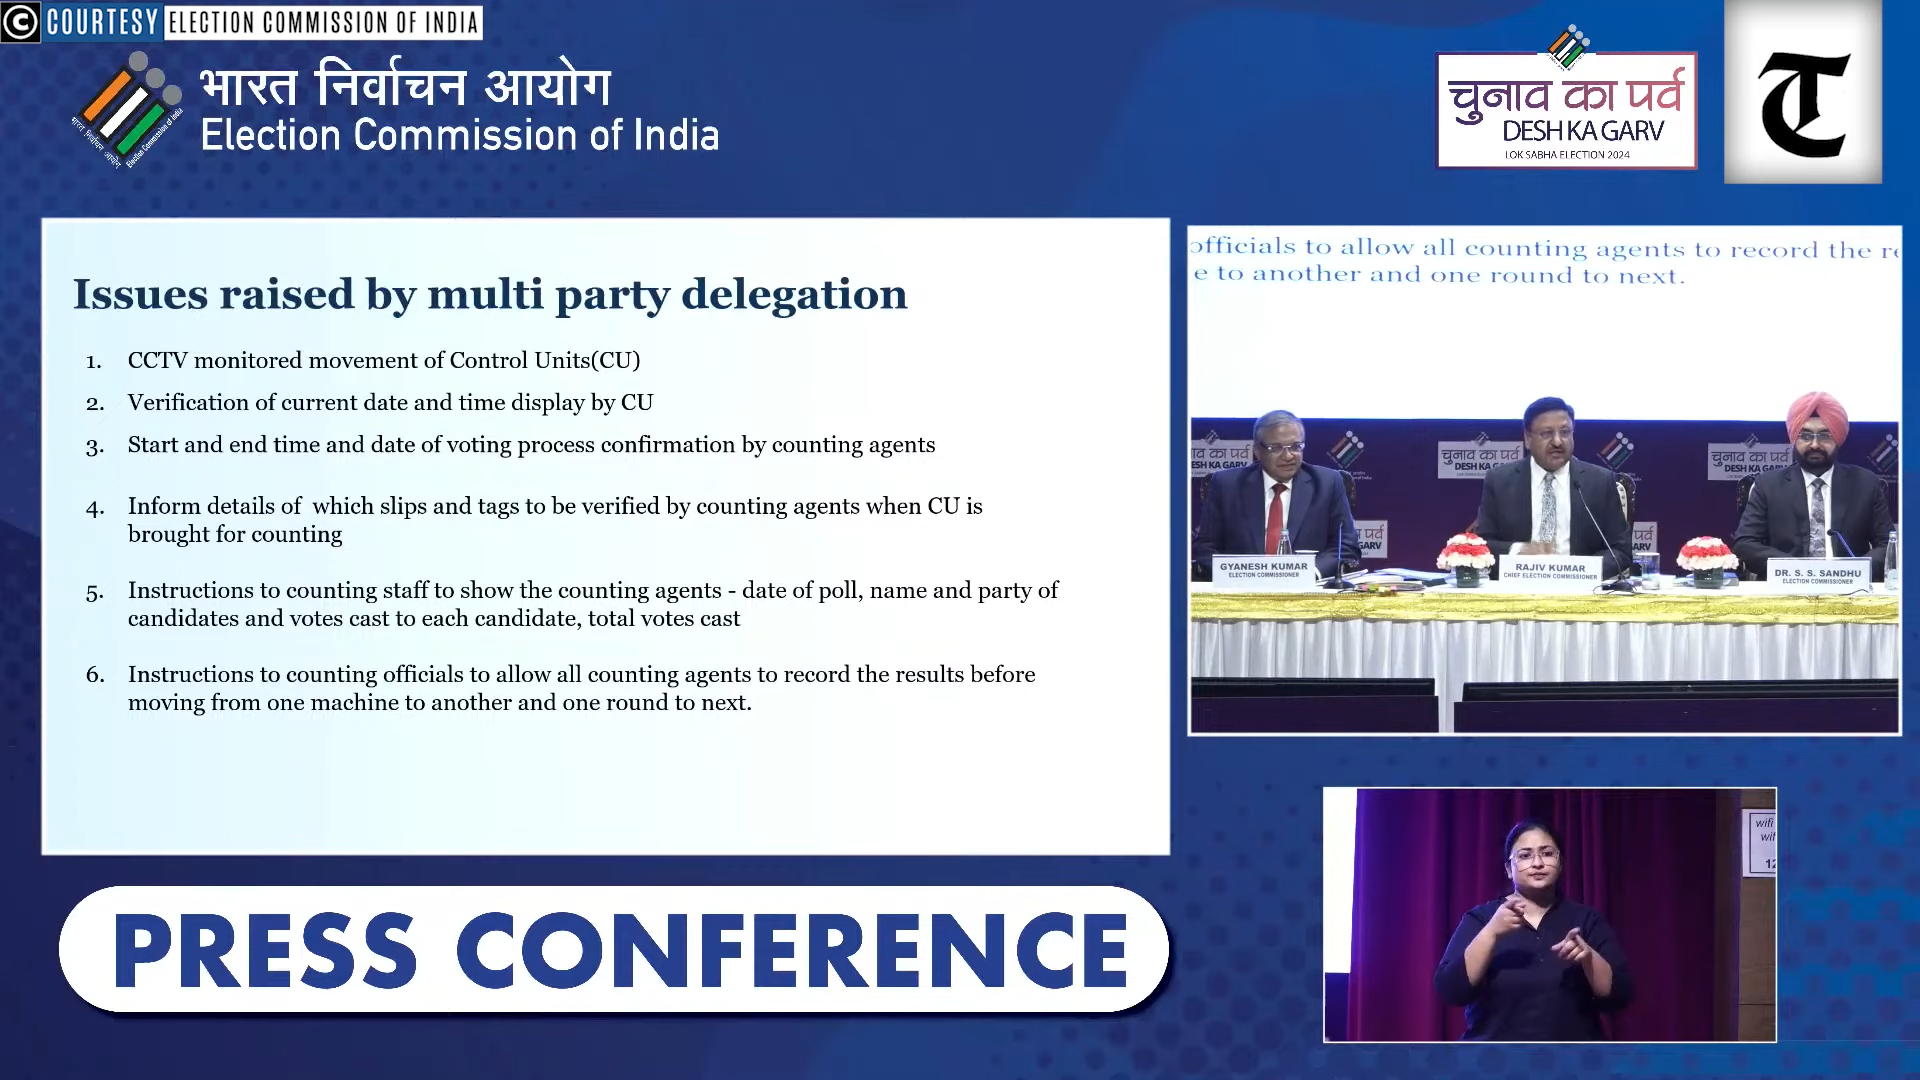 © COURTESY ELECTION COMMISSION OF INDIA
भारत निर्वाचन आयोग
Election Commission of India
चुनाव का पर्व
DESH KA GARV
LOK SABHA ELECTION 2024
T
Issues raised by multi party delegation
1. CCTV monitored movement of Control Units(CU)
2. Verification of current date and time display by CU
3. Start and end time and date of voting process confirmation by counting agents
4. Inform details of which slips and tags to be verified by counting agents when CU is
brought for counting
5. Instructions to counting staff to show the counting agents - date of poll, name and party of
candidates and votes cast to each candidate, total votes cast
6. Instructions to counting officials to allow all counting agents to record the results before
moving from one machine to another and one round to next.
officials to allow all counting agents to record the re
e to another and one round to next.
GYANESH KUMAR
ELECTION COMMISSIONER
RAJIV KUMAR
CHIEF ELECTION COMMISSIONER
DR. S. S. SANDHU
ELECTION COMMISSIONER
PRESS CONFERENCE
wifi
12